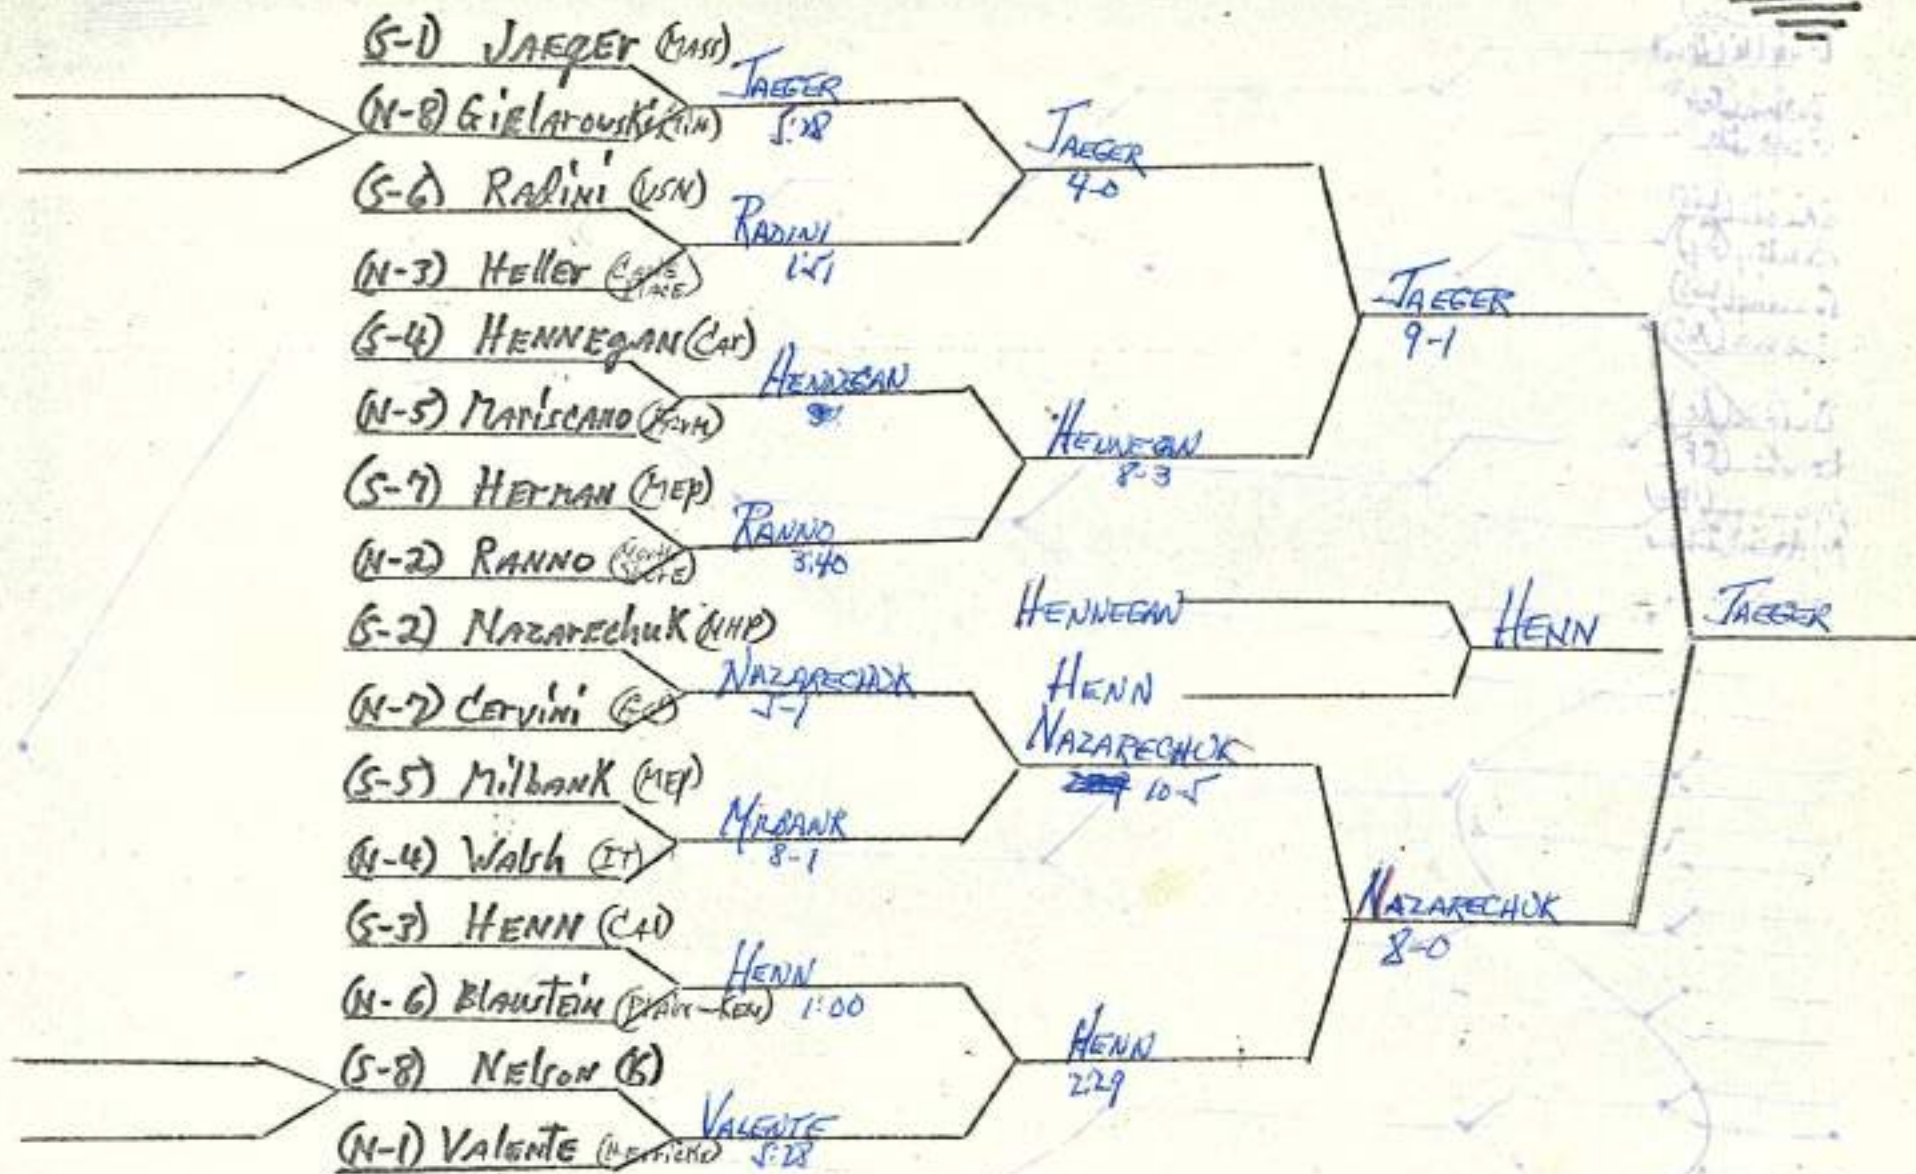 (S-1) JAEGER (MASS)
(N-8) Gielarowski
(S-6) Radini (USN)
(N-3) Heller
(S-4) HENNEGAN (Car)
(N-5) Mariscano
(S-7) HERMAN (MEP)
(N-2) RANNO
(S-2) Nazarechuk (NHP)
(N-7) Cervini
(S-5) Milbank (MEP)
(N-4) Walsh (IT)
(S-3) HENN (CAD)
(N-6) Blaustein
(S-8) Nelson (B)
(N-1) VALENTE
JAEGER
5:28
RADINI
1:51
HENNEGAN
RANNO
3:40
NAZARECHUK
5-1
MILBANK
8-1
HENN
1:00
VALENTE
5:28
JAEGER
4-0
HENNEGAN
8-3
HENNEGAN
HENN
NAZARECHUK
10-5
HENN
2:29
JAEGER
9-1
HENN
NAZARECHUK
8-0
JAEGER